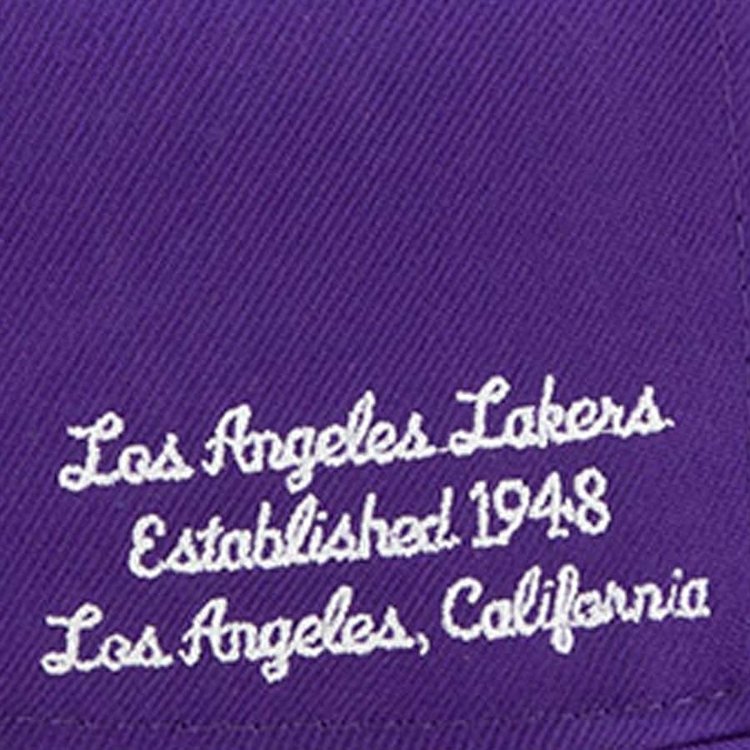 Los Angeles Lakers
Established 1948
Los Angeles, California